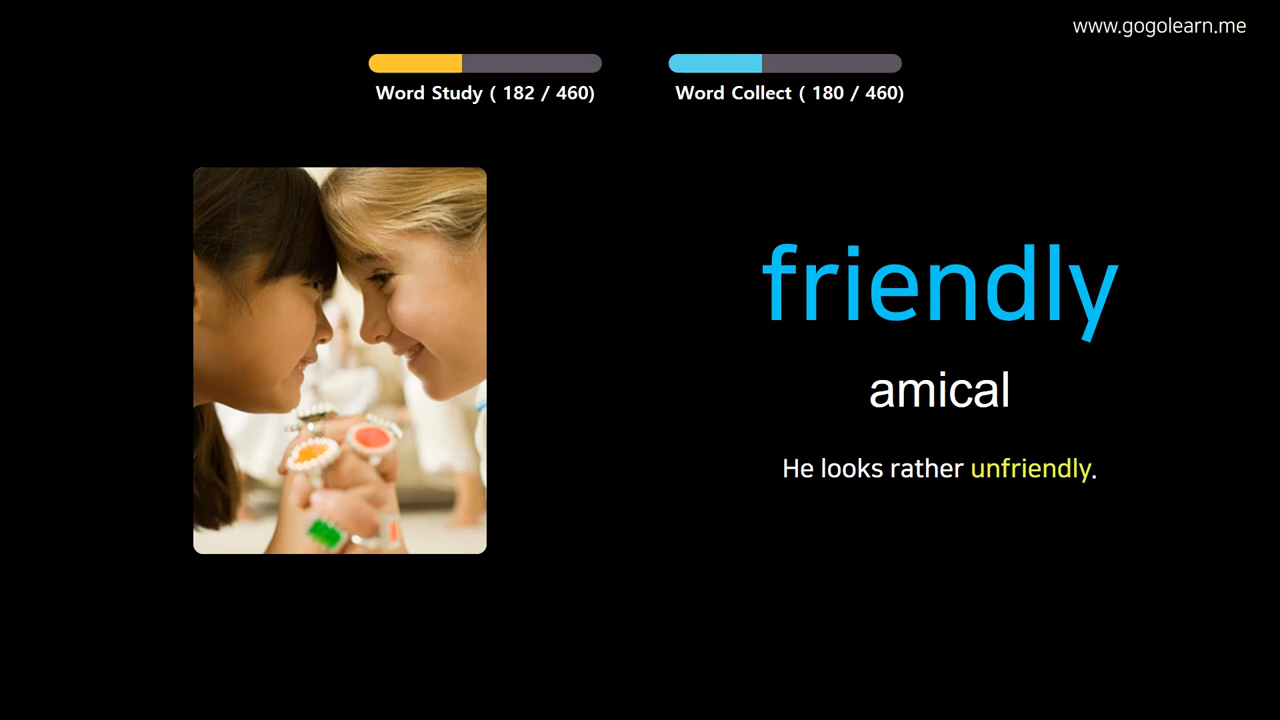 www.gogolearn.me
Word Study ( 182 / 460)
Word Collect ( 180 / 460)
friendly
amical
He looks rather unfriendly.